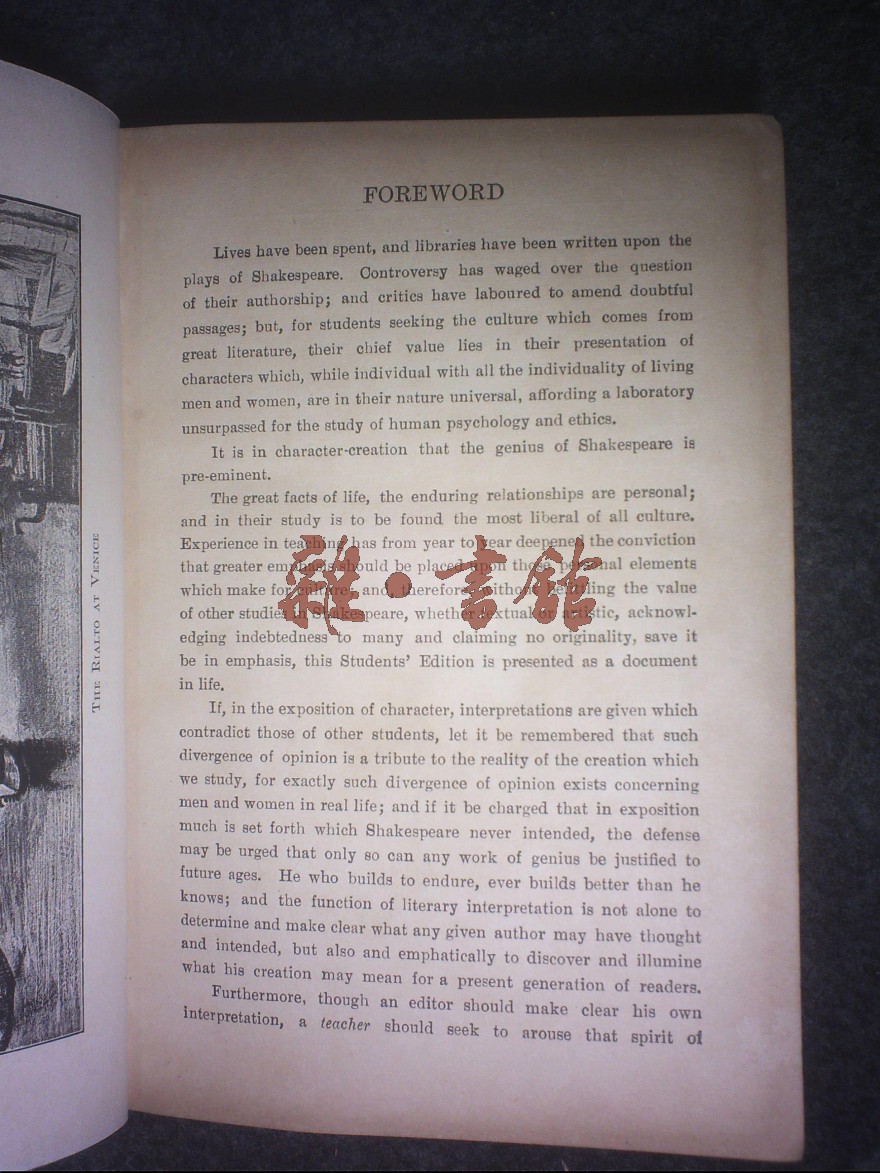 THE RIALTO AT VENICE
FOREWORD
Lives have been spent, and libraries have been written upon the
plays of Shakespeare. Controversy has waged over the question
of their authorship; and critics have laboured to amend doubtful
passages; but, for students seeking the culture which comes from
great literature, their chief value lies in their presentation of
characters which, while individual with all the individuality of living
men and women, are in their nature universal, affording a laboratory
unsurpassed for the study of human psychology and ethics.
It is in character-creation that the genius of Shakespeare is
pre-eminent.
The great facts of life, the enduring relationships are personal;
and in their study is to be found the most liberal of all culture.
Experience in teaching has from year to year deepened the conviction
that greater emphasis should be placed upon those personal elements
which make for culture, and, therefore, without belittling the value
of other studies in Shakespeare, whether textual or artistic, acknowl-
edging indebtedness to many and claiming no originality, save it
be in emphasis, this Students' Edition is presented as a document
in life.
If, in the exposition of character, interpretations are given which
contradict those of other students, let it be remembered that such
divergence of opinion is a tribute to the reality of the creation which
we study, for exactly such divergence of opinion exists concerning
men and women in real life; and if it be charged that in exposition
much is set forth which Shakespeare never intended, the defense
may be urged that only so can any work of genius be justified to
future ages. He who builds to endure, ever builds better than he
knows; and the function of literary interpretation is not alone to
determine and make clear what any given author may have thought
and intended, but also and emphatically to discover and illumine
what his creation may mean for a present generation of readers.
Furthermore, though an editor should make clear his own
interpretation, a teacher should seek to arouse that spirit of
雜·書館